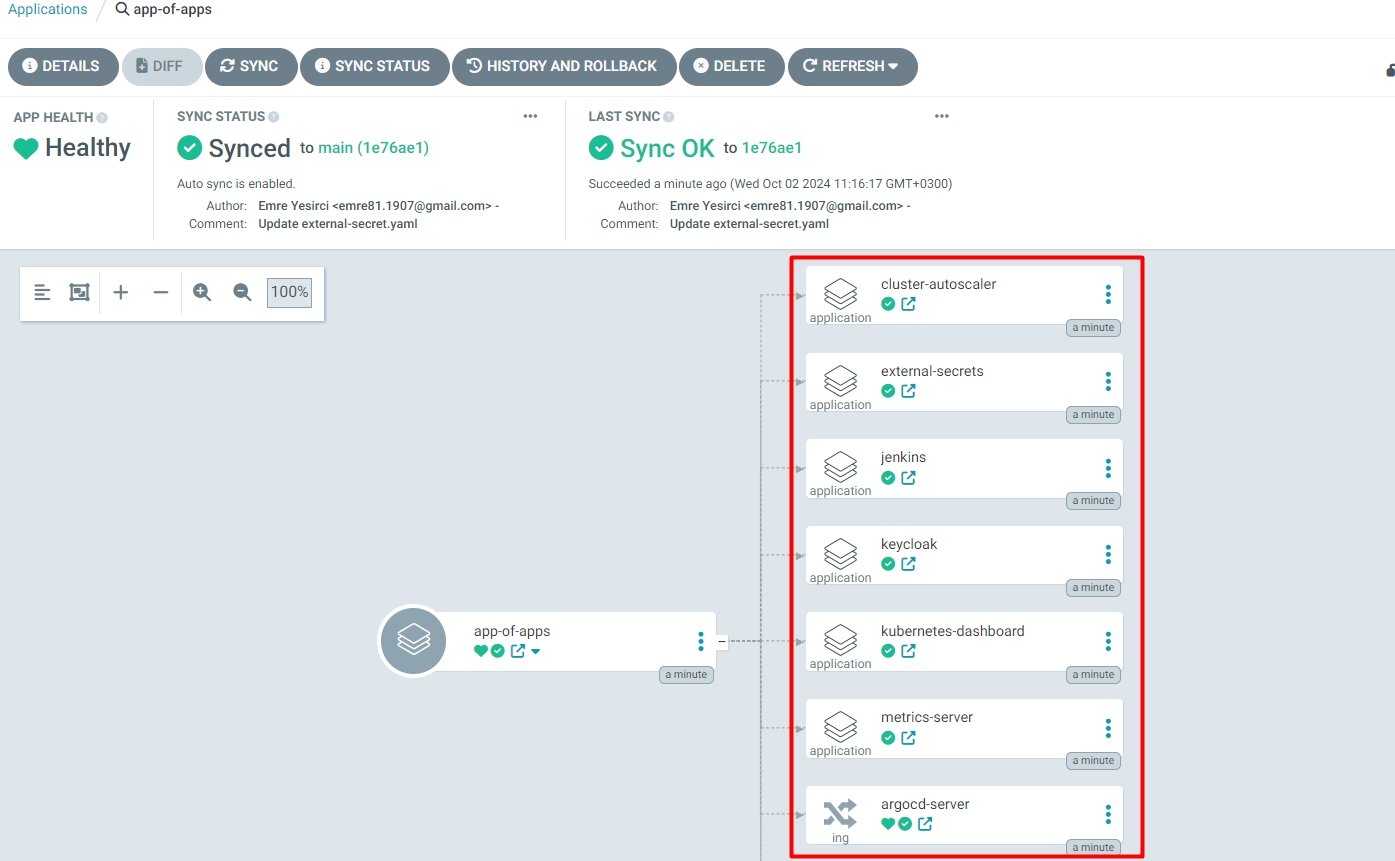 Applications / app-of-apps
DETAILS DIFF SYNC SYNC STATUS HISTORY AND ROLLBACK DELETE REFRESH
APP HEALTH
Healthy
SYNC STATUS
Synced to main (1e76ae1)
Auto sync is enabled.
Author: Emre Yesirci <emre81.1907@gmail.com> -
Comment: Update external-secret.yaml
LAST SYNC
Sync OK to 1e76ae1
Succeeded a minute ago (Wed Oct 02 2024 11:16:17 GMT+0300)
Author: Emre Yesirci <emre81.1907@gmail.com> -
Comment: Update external-secret.yaml
100%
app-of-apps
a minute
cluster-autoscaler
application
a minute
external-secrets
application
a minute
jenkins
application
a minute
keycloak
application
a minute
kubernetes-dashboard
application
a minute
metrics-server
application
a minute
argocd-server
ing
a minute